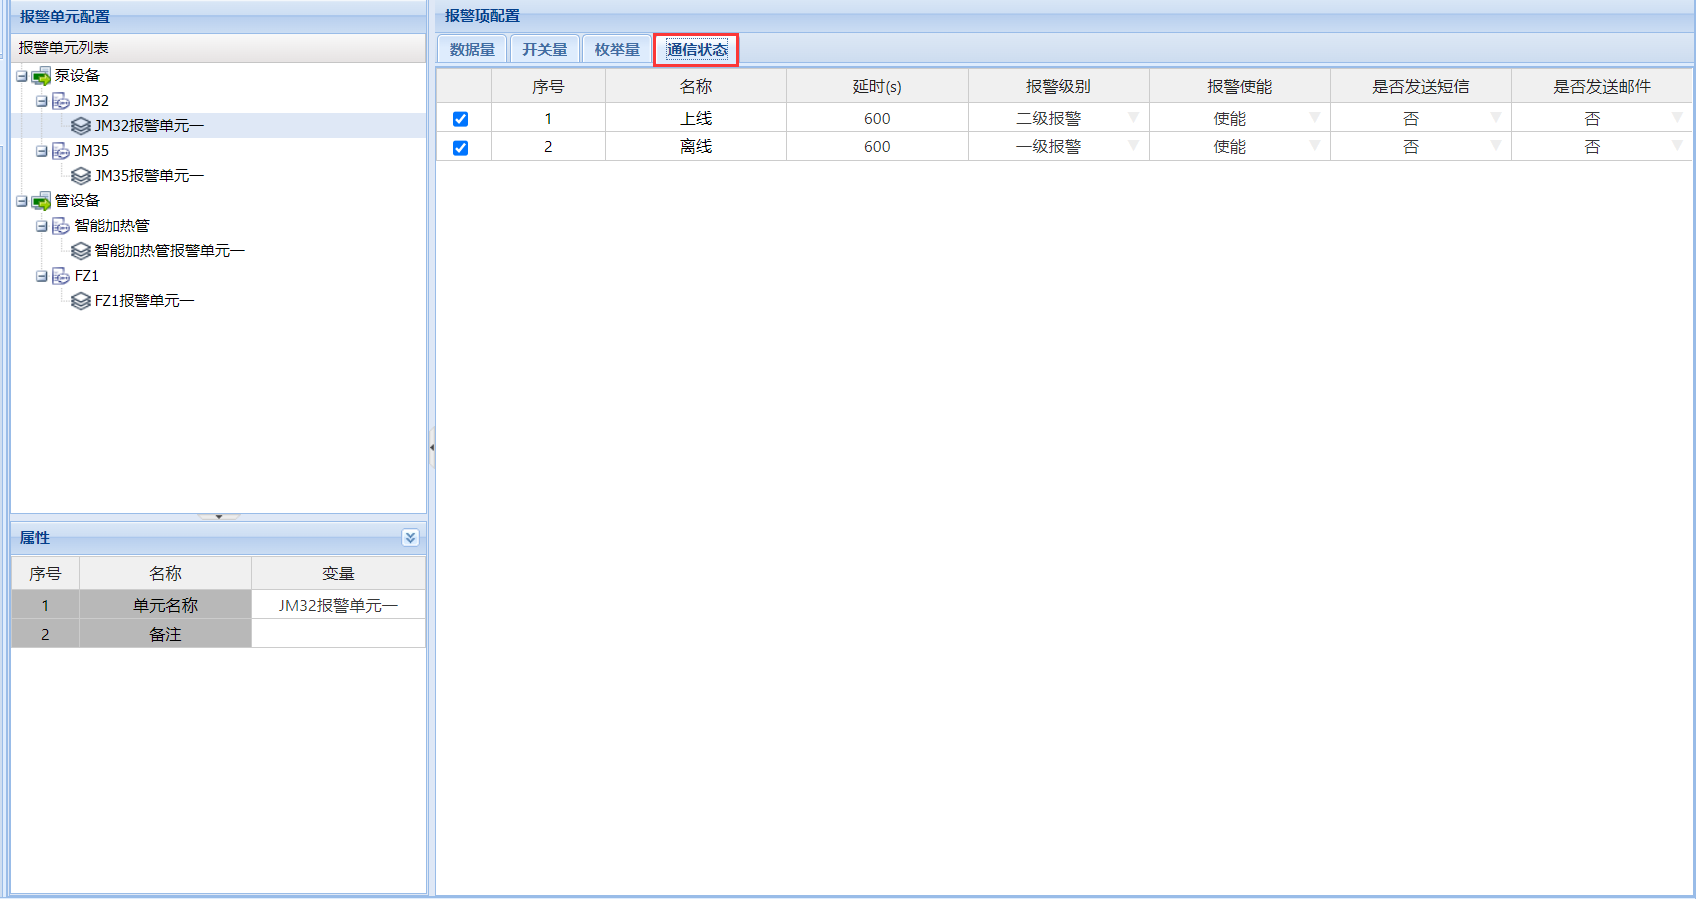 报警单元配置
报警单元列表
泵设备
JM32
JM32报警单元一
JM35
JM35报警单元一
管设备
智能加热管
智能加热管报警单元一
FZ1
FZ1报警单元一
属性
序号 名称 变量
1 单元名称 JM32报警单元一
2 备注
报警项配置
数据量 开关量 枚举量 通信状态
序号 名称 延时(s) 报警级别 报警使能 是否发送短信 是否发送邮件
1 上线 600 二级报警 使能 否 否
2 离线 600 一级报警 使能 否 否